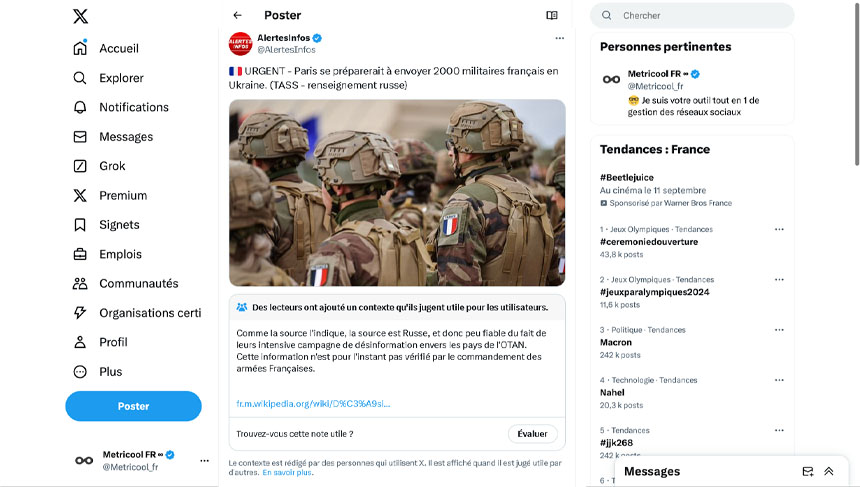 Accueil
Explorer
Notifications
Messages
Grok
Premium
Signets
Emplois
Communautés
Organisations certi
Profil
Plus
Poster
Metricool FR ∞
@Metricool_fr
Poster
ALERTES
INFOS
AlertesInfos
@AlertesInfos
🇫🇷 URGENT - Paris se préparerait à envoyer 2000 militaires français en
Ukraine. (TASS - renseignement russe)
Des lecteurs ont ajouté un contexte qu'ils jugent utile pour les utilisateurs.
Comme la source l'indique, la source est Russe, et donc peu fiable du fait de
leurs intensive campagne de désinformation envers les pays de l'OTAN.
Cette information n'est pour l'instant pas vérifié par le commandement des
armées Françaises.
fr.m.wikipedia.org/wiki/D%C3%A9si...
Trouvez-vous cette note utile ?
Évaluer
Le contexte est rédigé par des personnes qui utilisent X. Il est affiché quand il est jugé utile par
d'autres. En savoir plus.
Chercher
Personnes pertinentes
Metricool FR ∞
@Metricool_fr
🤓 Je suis votre outil tout en 1 de
gestion des réseaux sociaux
Tendances : France
#Beetlejuice
Au cinéma le 11 septembre
Sponsorisé par Warner Bros France
1 · Jeux Olympiques · Tendances
#ceremoniedouverture
43,8 k posts
2 · Jeux Olympiques · Tendances
#jeuxparalympiques2024
11,6 k posts
3 · Politique · Tendances
Macron
242 k posts
4 · Technologie · Tendances
Nahel
20,3 k posts
5 · Tendances
#jjk268
242 k
6 · T
Messages